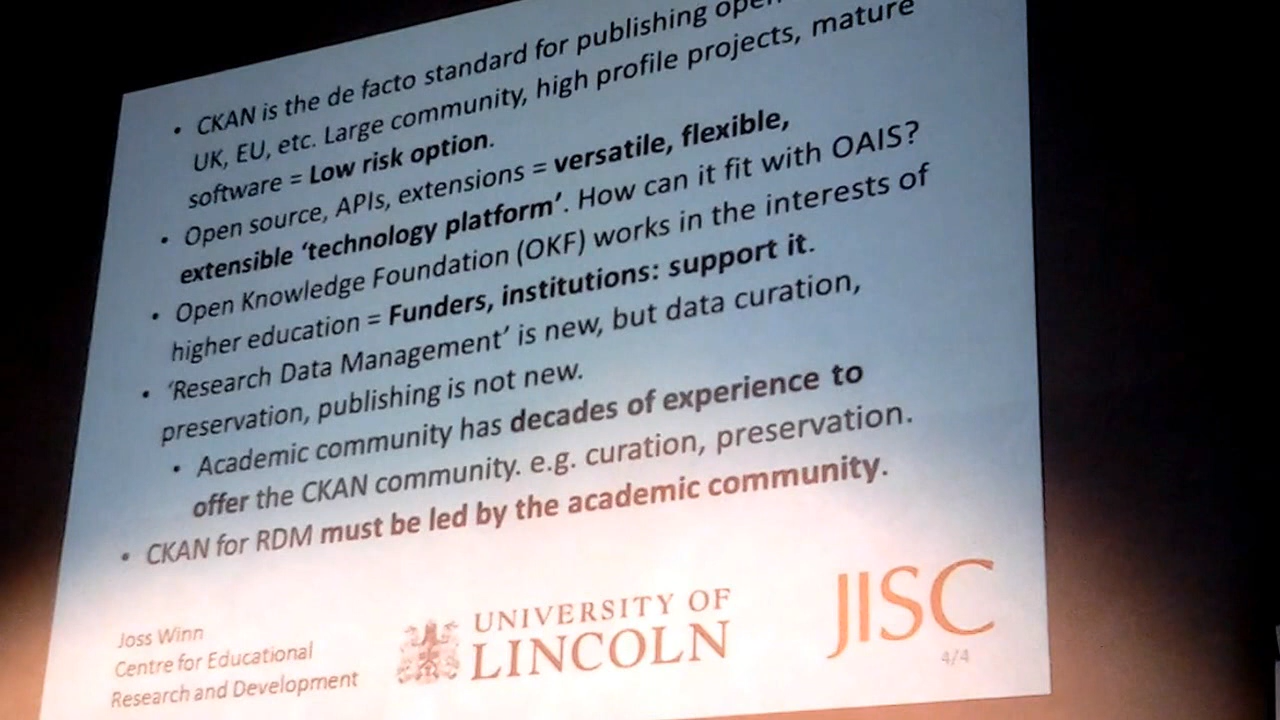 • CKAN is the de facto standard for publishing open
UK, EU, etc. Large community, high profile projects, mature
software = Low risk option.
• Open source, APIs, extensions = versatile, flexible,
extensible ‘technology platform’. How can it fit with OAIS?
• Open Knowledge Foundation (OKF) works in the interests of
higher education = Funders, institutions: support it.
• ‘Research Data Management’ is new, but data curation,
preservation, publishing is not new.
• Academic community has decades of experience to
offer the CKAN community. e.g. curation, preservation.
• CKAN for RDM must be led by the academic community.
Joss Winn
Centre for Educational
Research and Development
UNIVERSITY OF
LINCOLN
JISC
4/4